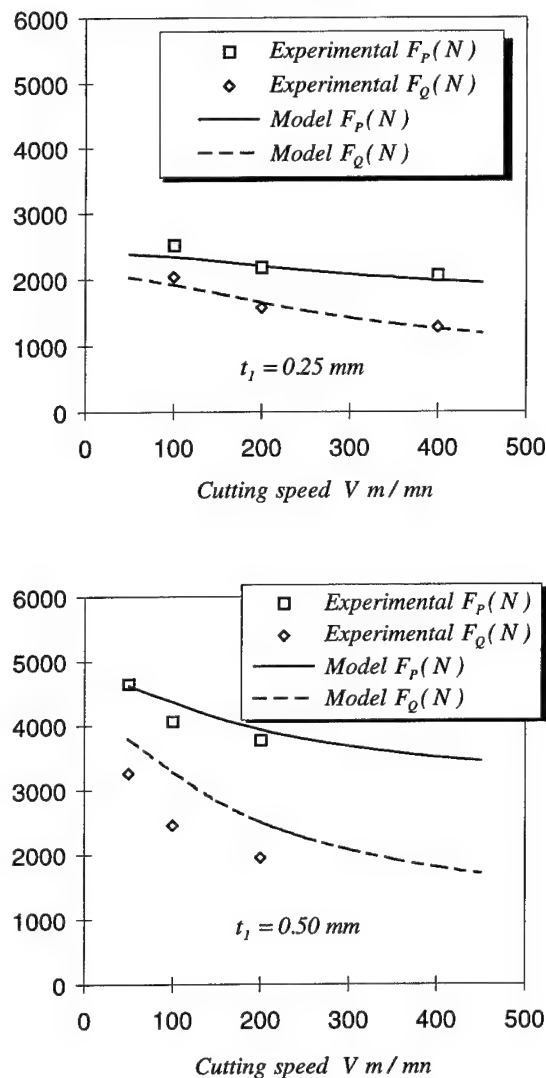 6000
5000
4000
3000
2000
1000
0
Experimental F_P(N)
Experimental F_Q(N)
Model F_P(N)
Model F_Q(N)
t_1 = 0.25 mm
0 100 200 300 400 500
Cutting speed V m/mn
6000
5000
4000
3000
2000
1000
0
Experimental F_P(N)
Experimental F_Q(N)
Model F_P(N)
Model F_Q(N)
t_1 = 0.50 mm
0 100 200 300 400 500
Cutting speed V m/mn